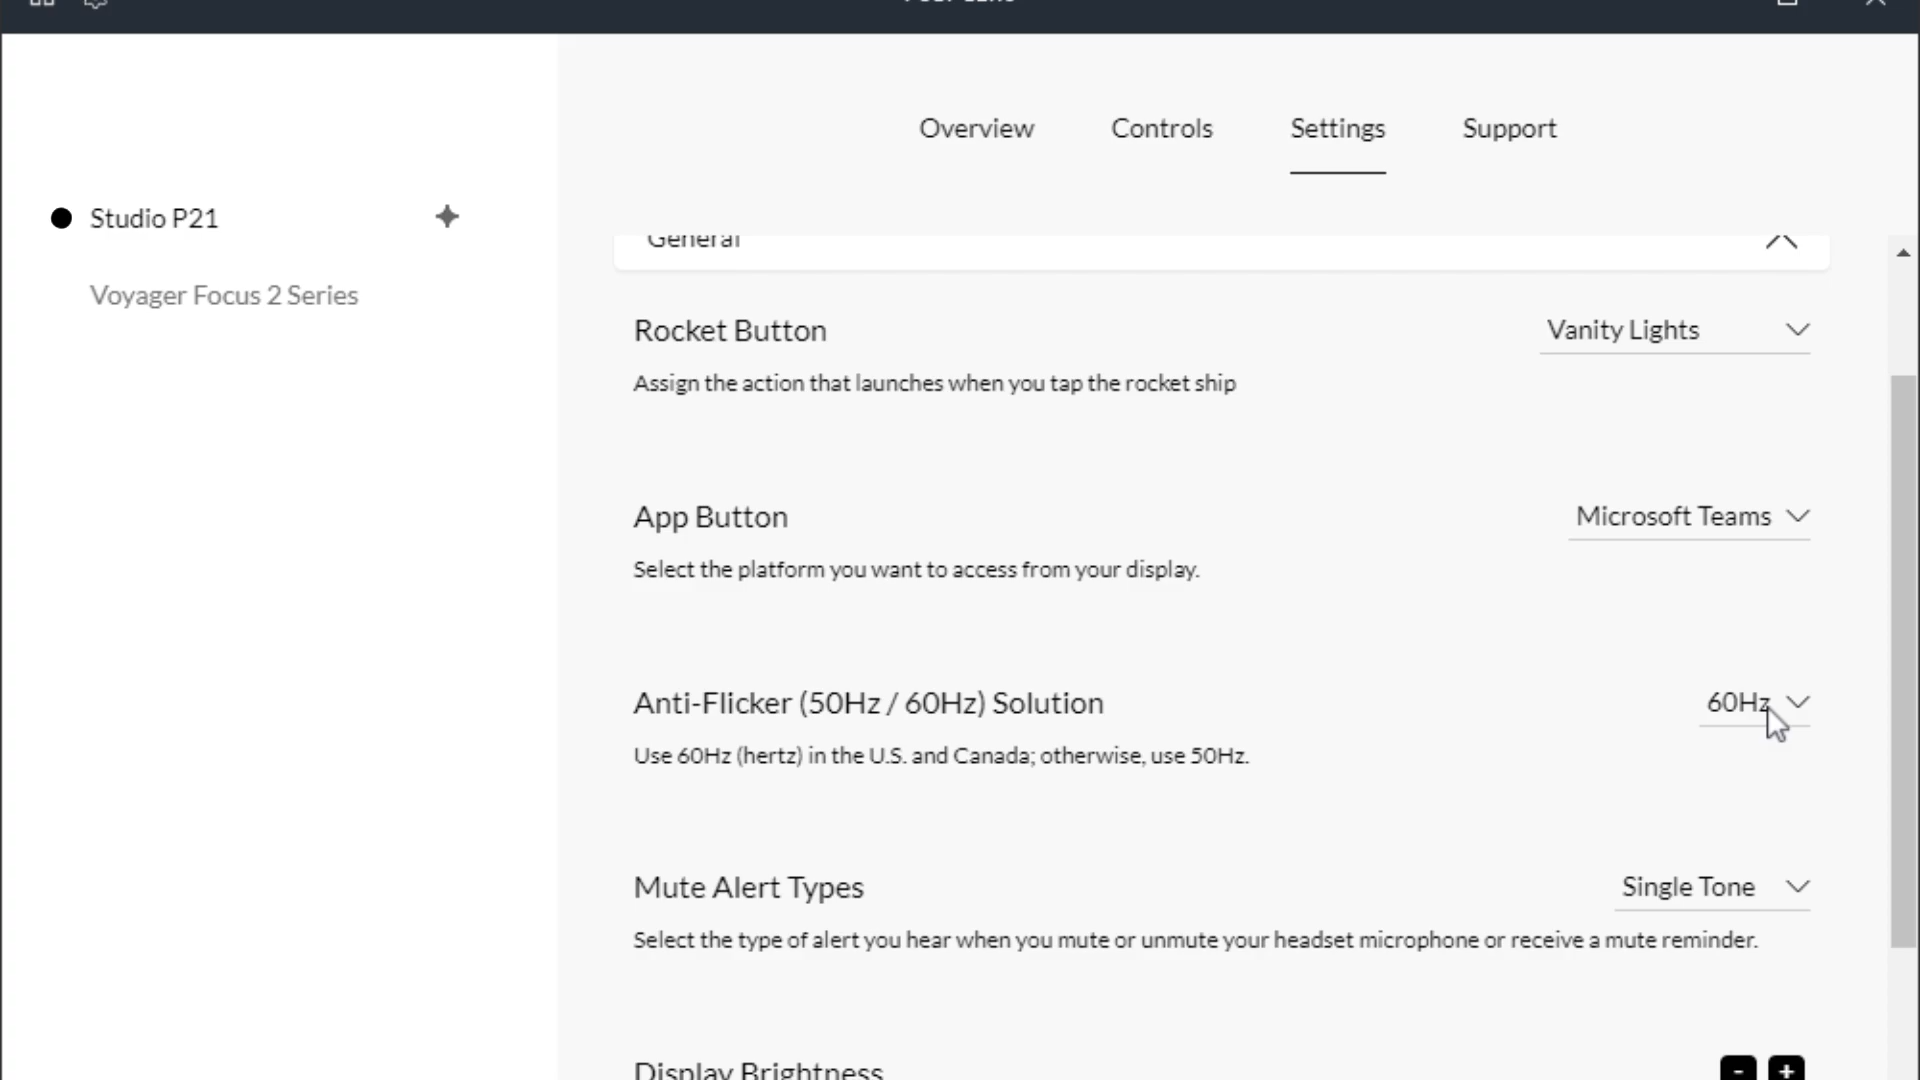 Overview
Controls
Settings
Support
Studio P21
Voyager Focus 2 Series
General
Rocket Button
Vanity Lights
Assign the action that launches when you tap the rocket ship
App Button
Microsoft Teams
Select the platform you want to access from your display.
Anti-Flicker (50Hz / 60Hz) Solution
60Hz
Use 60Hz (hertz) in the U.S. and Canada; otherwise, use 50Hz.
Mute Alert Types
Single Tone
Select the type of alert you hear when you mute or unmute your headset microphone or receive a mute reminder.
Display Brightness
- +